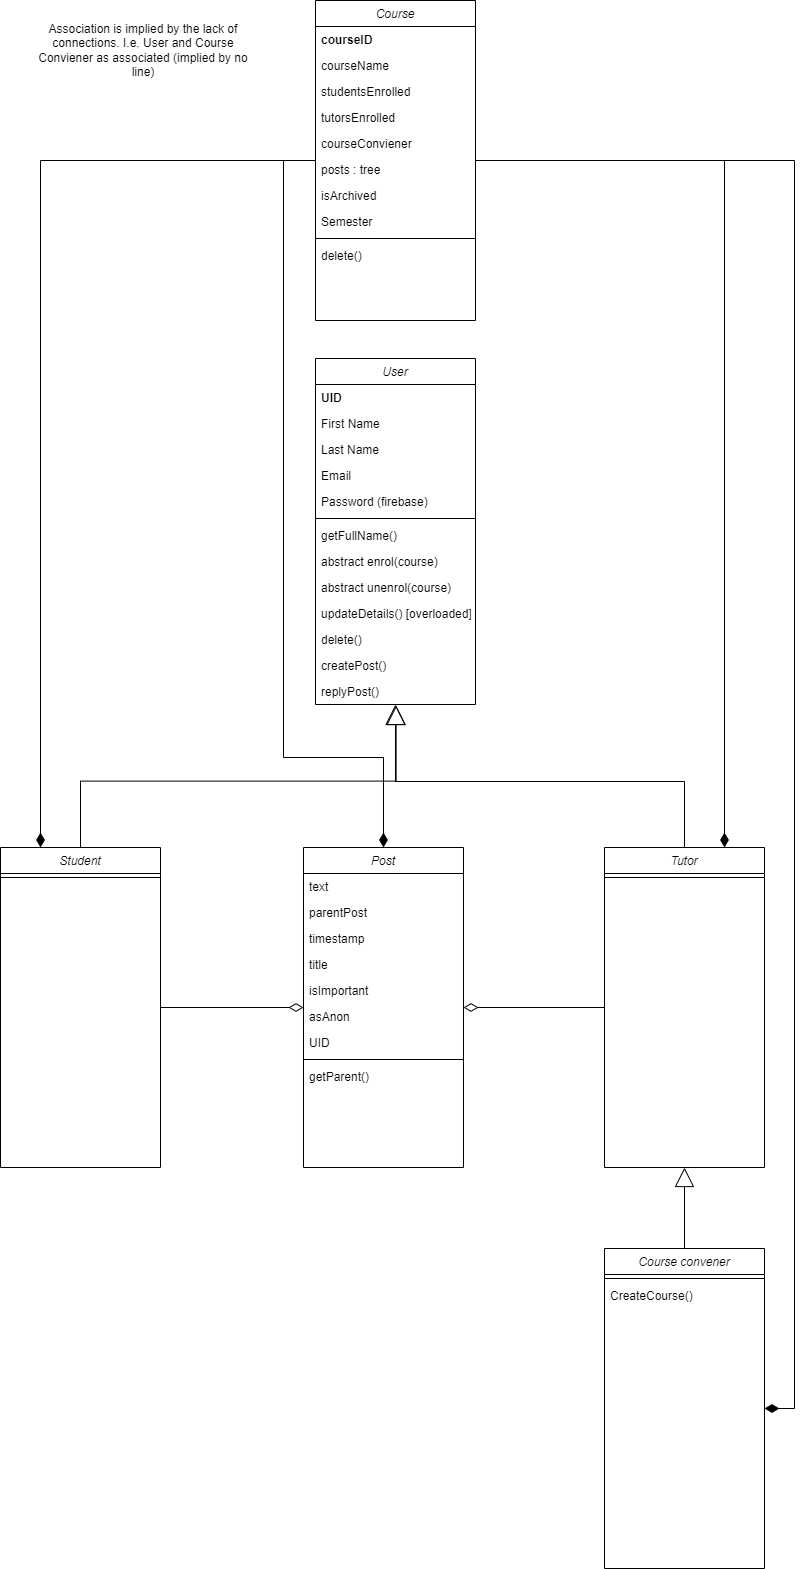 Association is implied by the lack of
connections. I.e. User and Course
Conviener as associated (implied by no
line)
Course
courseID
courseName
studentsEnrolled
tutorsEnrolled
courseConviener
posts : tree
isArchived
Semester
delete()
User
UID
First Name
Last Name
Email
Password (firebase)
getFullName()
abstract enrol(course)
abstract unenrol(course)
updateDetails() [overloaded]
delete()
createPost()
replyPost()
Student
Post
text
parentPost
timestamp
title
isImportant
asAnon
UID
getParent()
Tutor
Course convener
CreateCourse()